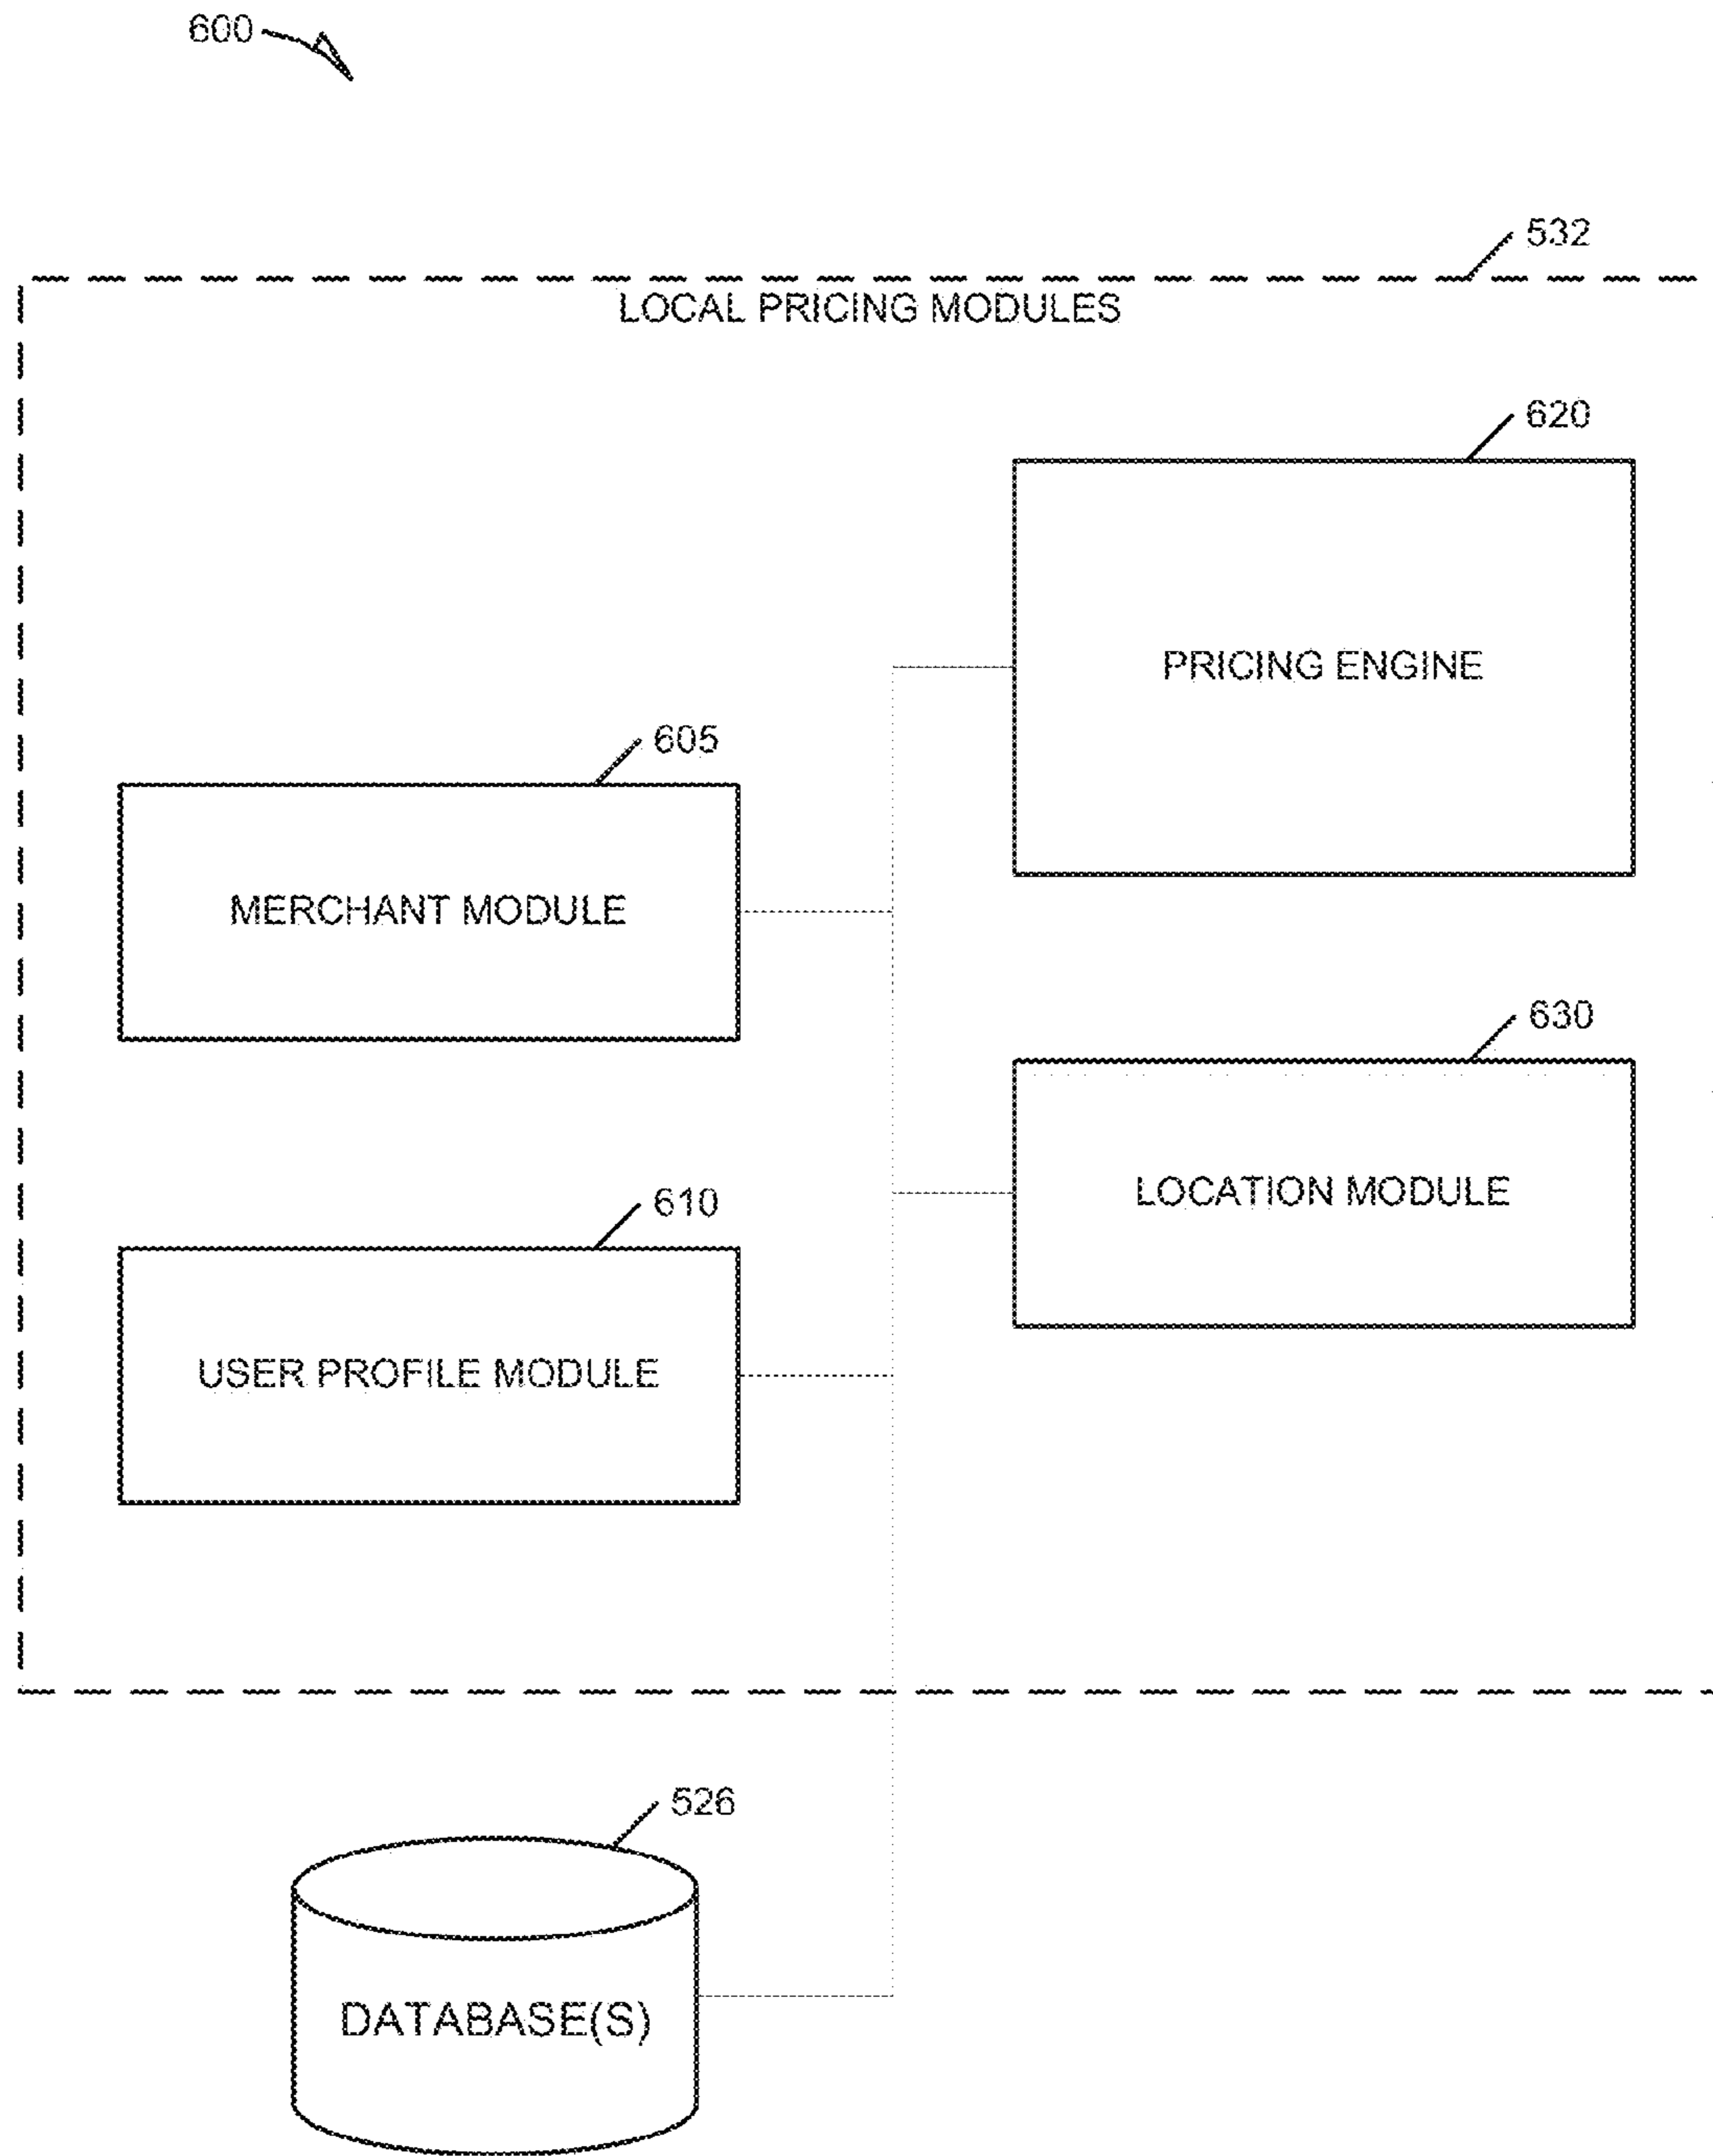 600
532
LOCAL PRICING MODULES
620
PRICING ENGINE
605
MERCHANT MODULE
630
LOCATION MODULE
610
USER PROFILE MODULE
526
DATABASE(S)